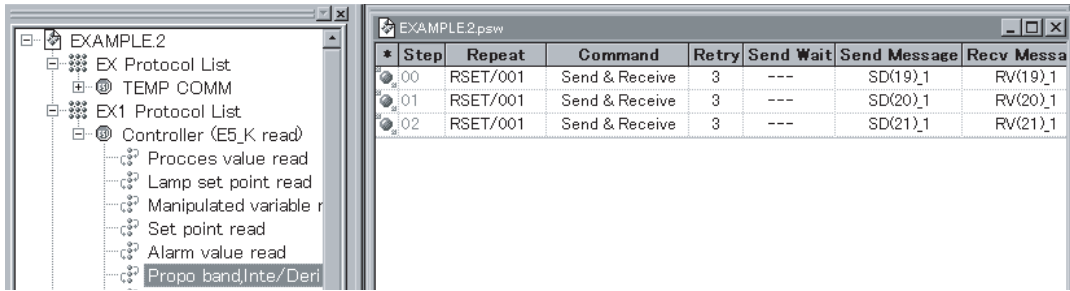 EXAMPLE.2
EX Protocol List
TEMP COMM
EX1 Protocol List
Controller (E5_K read)
Procces value read
Lamp set point read
Manipulated variable r
Set point read
Alarm value read
Propo band,Inte/Deri
EXAMPLE.2.psw
* Step Repeat Command Retry Send Wait Send Message Recv Messa
00 RSET/001 Send & Receive 3 --- SD(19)_1 RV(19)_1
01 RSET/001 Send & Receive 3 --- SD(20)_1 RV(20)_1
02 RSET/001 Send & Receive 3 --- SD(21)_1 RV(21)_1